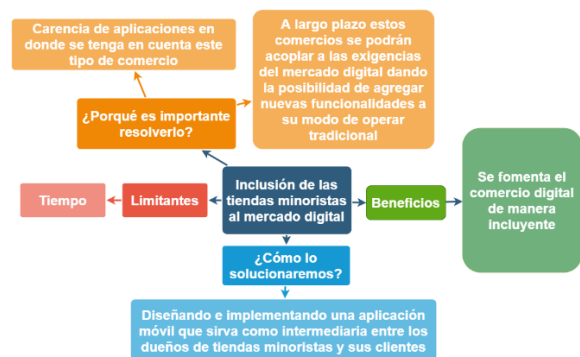 Carencia de aplicaciones en
donde se tenga en cuenta este
tipo de comercio
A largo plazo estos
comercios se podrán
acoplar a las exigencias
del mercado digital dando
la posibilidad de agregar
nuevas funcionalidades a
su modo de operar
tradicional
¿Porqué es importante
resolverlo?
Tiempo
Limitantes
Inclusión de las
tiendas minoristas
al mercado digital
Beneficios
Se fomenta el
comercio digital
de manera
incluyente
¿Cómo lo
solucionaremos?
Diseñando e implementando una aplicación
móvil que sirva como intermediaria entre los
dueños de tiendas minoristas y sus clientes